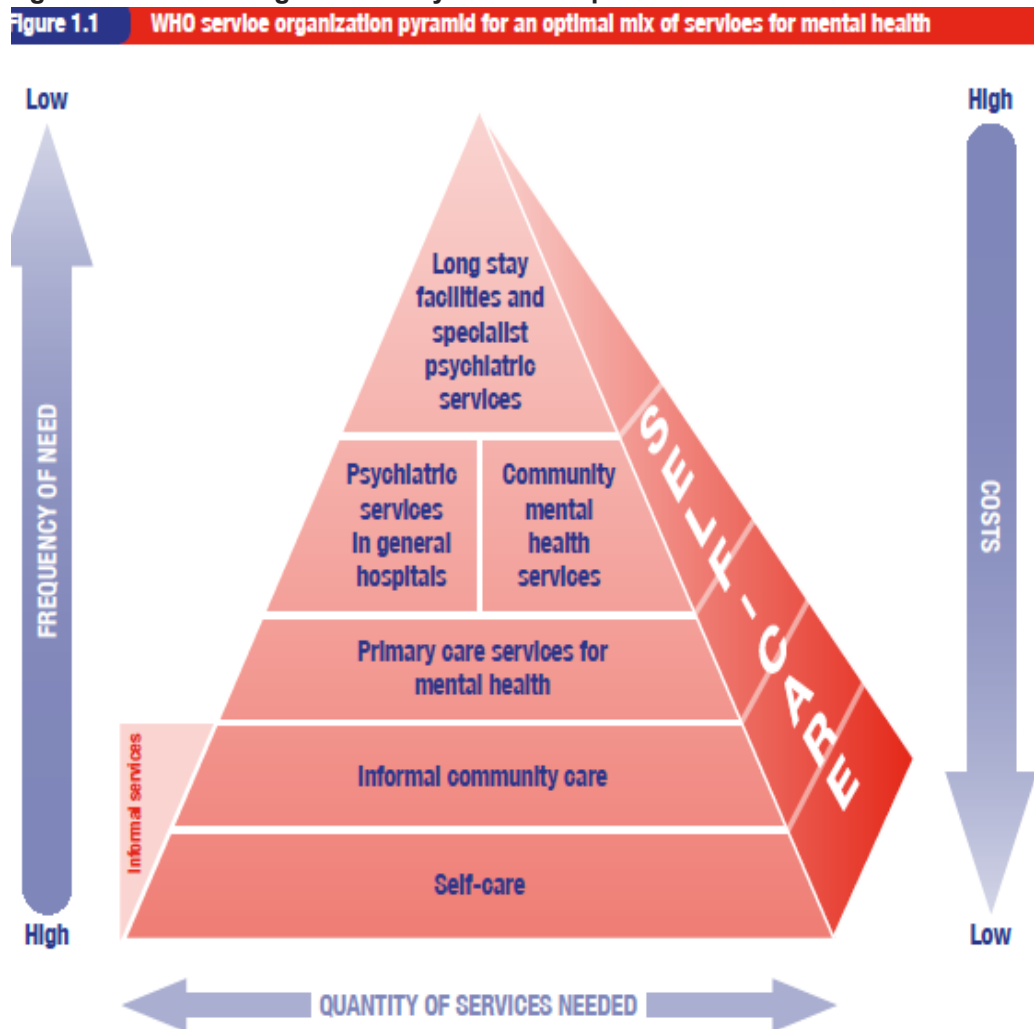 Figure 1.1 WHO service organization pyramid for an optimal mix of services for mental health
Low
High
Long stay
facilities and
specialist
psychiatric
services
FREQUENCY OF NEED
COSTS
SELF-CARE
Psychiatric
services
in general
hospitals
Community
mental
health
services
Primary care services for
mental health
Informal services
Informal community care
Self-care
High
Low
QUANTITY OF SERVICES NEEDED